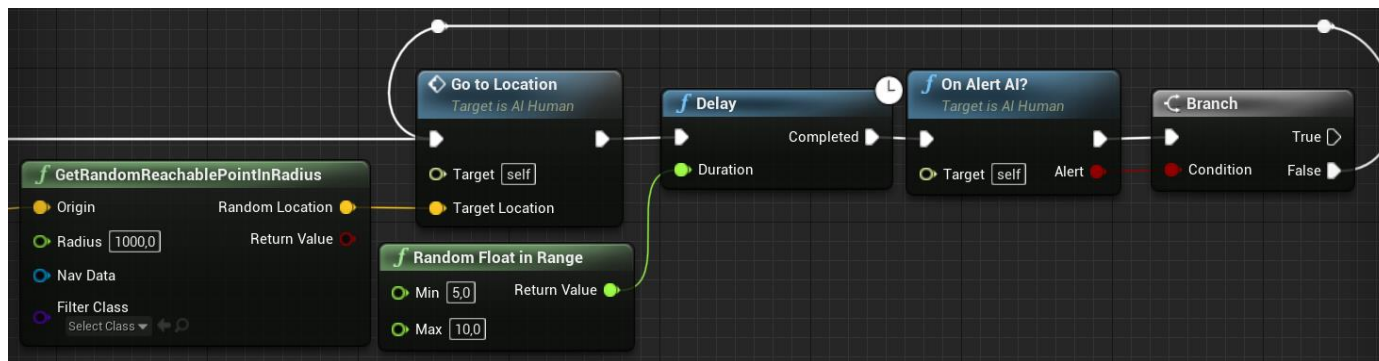 GetRandomReachablePointInRadius
Origin
Random Location
Radius 1000,0
Return Value
Nav Data
Filter Class
Select Class
Go to Location
Target is AI Human
Target self
Target Location
Random Float in Range
Min 5,0
Return Value
Max 10,0
Delay
Completed
Duration
On Alert AI?
Target is AI Human
Target self
Alert
Branch
True
Condition
False